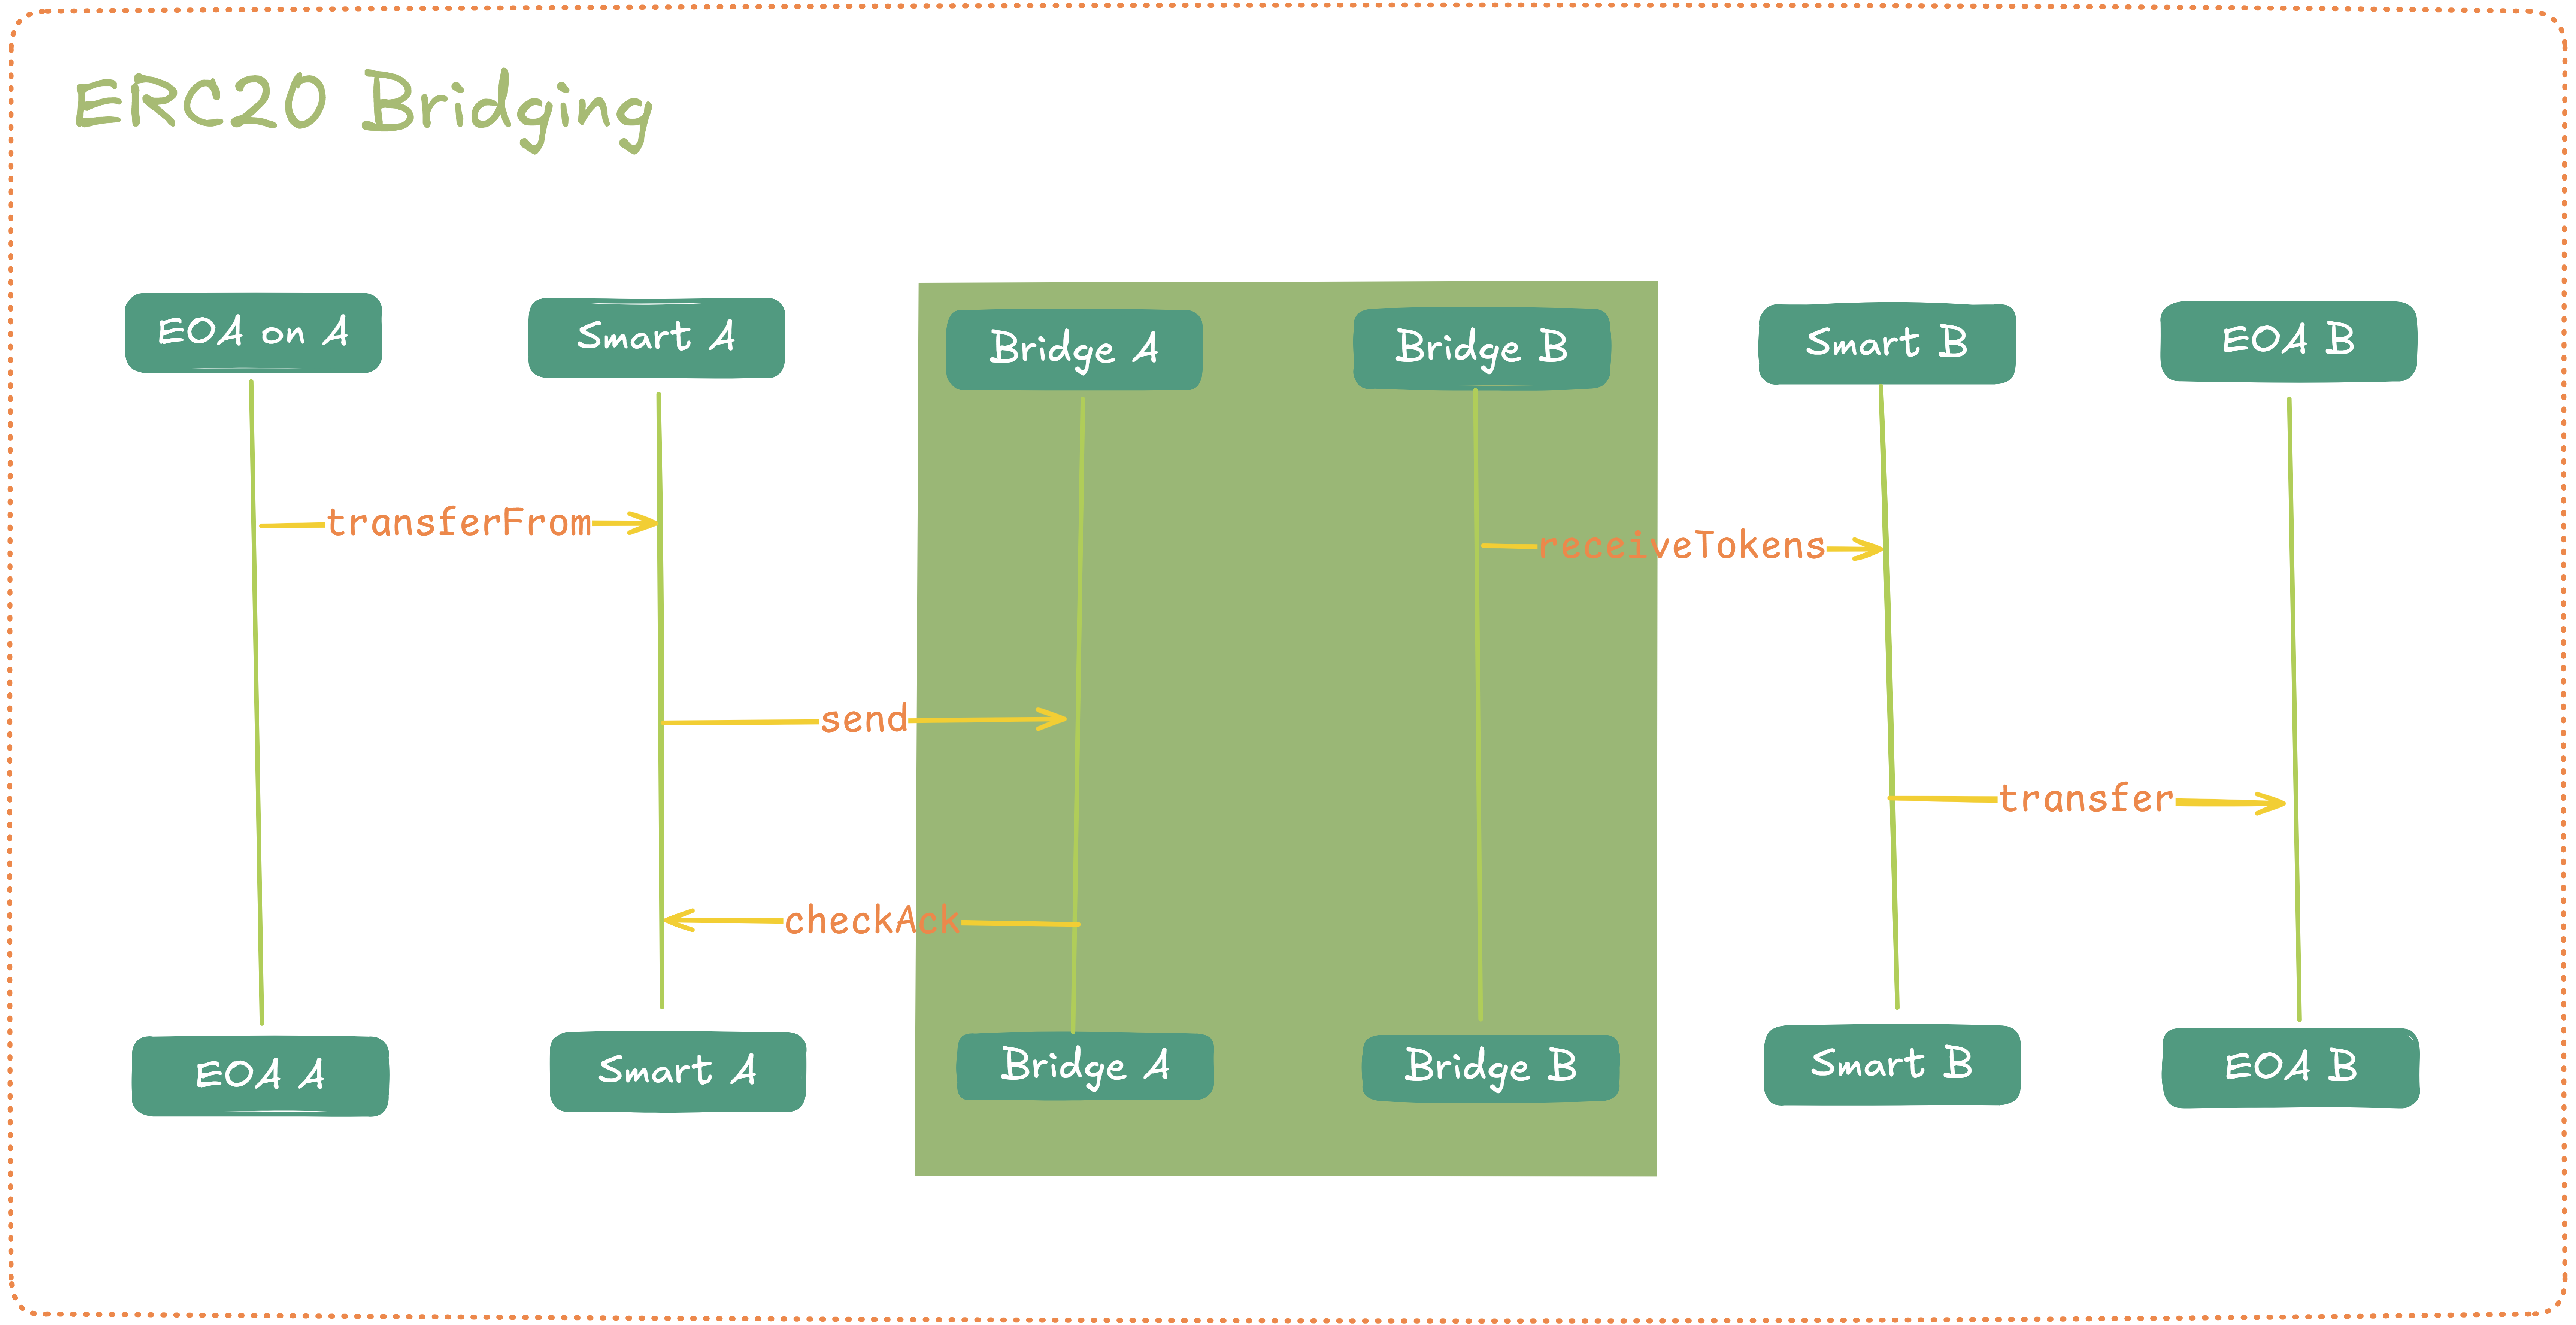 ERC20 Bridging
EOA on A
Smart A
Bridge A
Bridge B
Smart B
EOA B
transferFrom
receiveTokens
send
transfer
checkAck
EOA A
Smart A
Bridge A
Bridge B
Smart B
EOA B